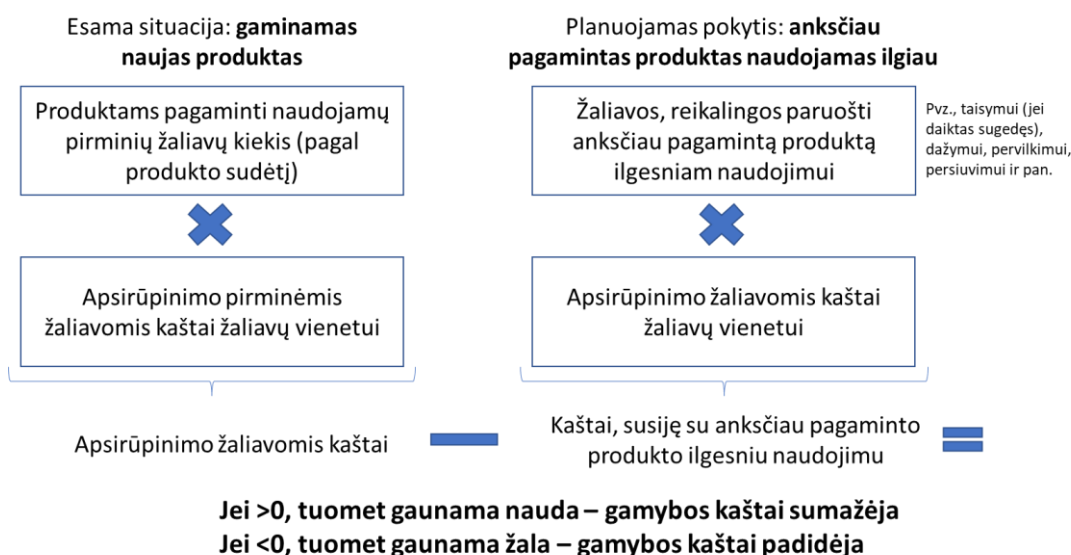 Esama situacija: gaminamas
naujas produktas
Planuojamas pokytis: anksčiau
pagamintas produktas naudojamas ilgiau
Produktams pagaminti naudojamų
pirminių žaliavų kiekis (pagal
produkto sudėtį)
Žaliavos, reikalingos paruošti
anksčiau pagamintą produktą
ilgesniam naudojimui
Pvz., taisymui (jei
daiktas sugedęs),
dažymui, pervilkimui,
persiuvimui ir pan.
Apsirūpinimo pirminėmis
žaliavomis kaštai žaliavų vienetui
Apsirūpinimo žaliavomis kaštai
žaliavų vienetui
Apsirūpinimo žaliavomis kaštai
Kaštai, susiję su anksčiau pagaminto
produkto ilgesniu naudojimu
Jei >0, tuomet gaunama nauda – gamybos kaštai sumažėja
Jei <0, tuomet gaunama žala – gamybos kaštai padidėja